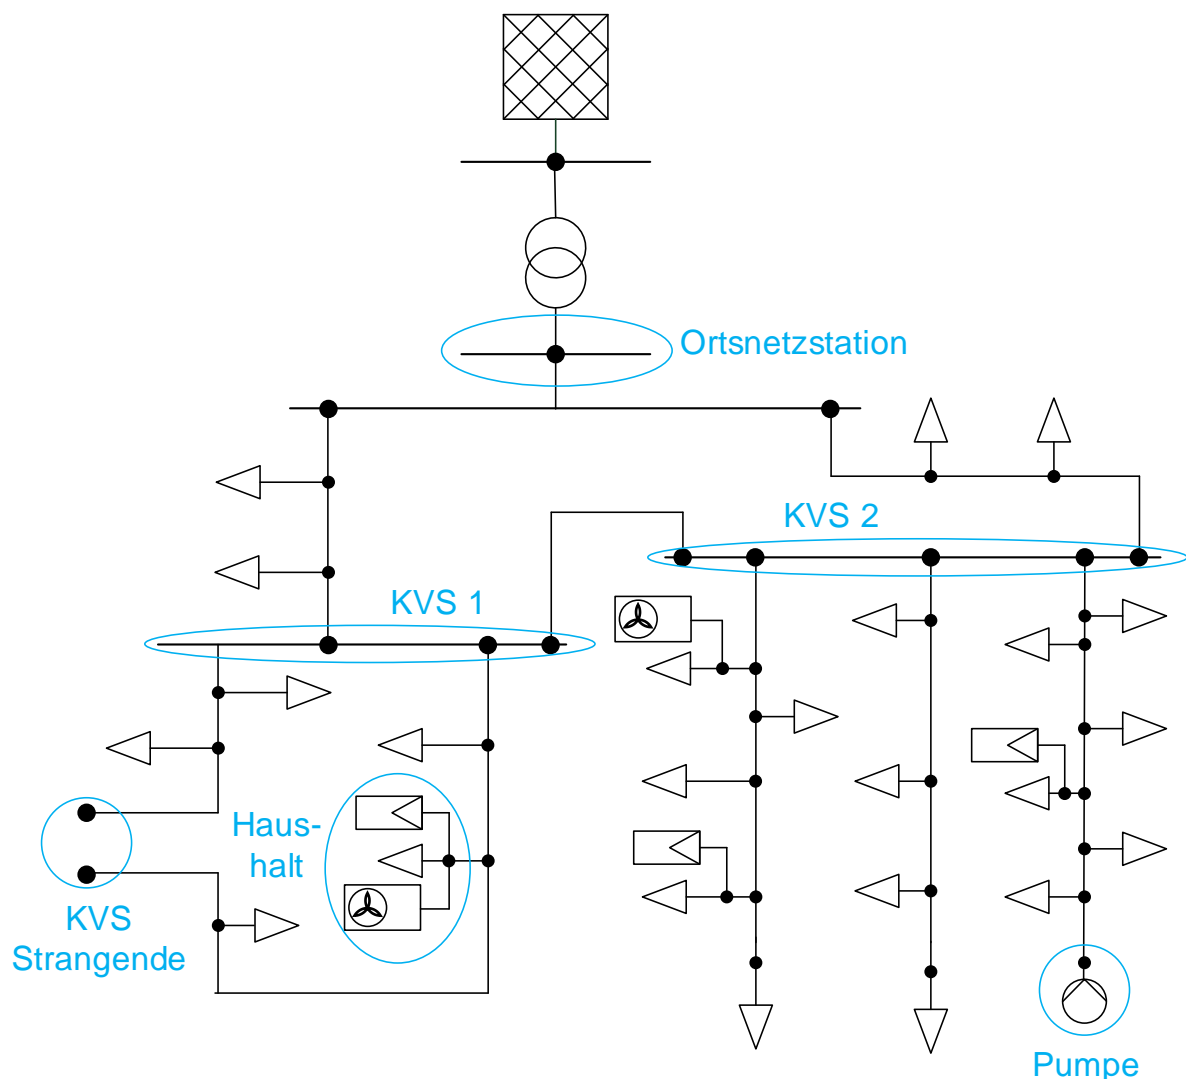 Ortsnetzstation
KVS 2
KVS 1
Haus-
halt
KVS
Strangende
Pumpe